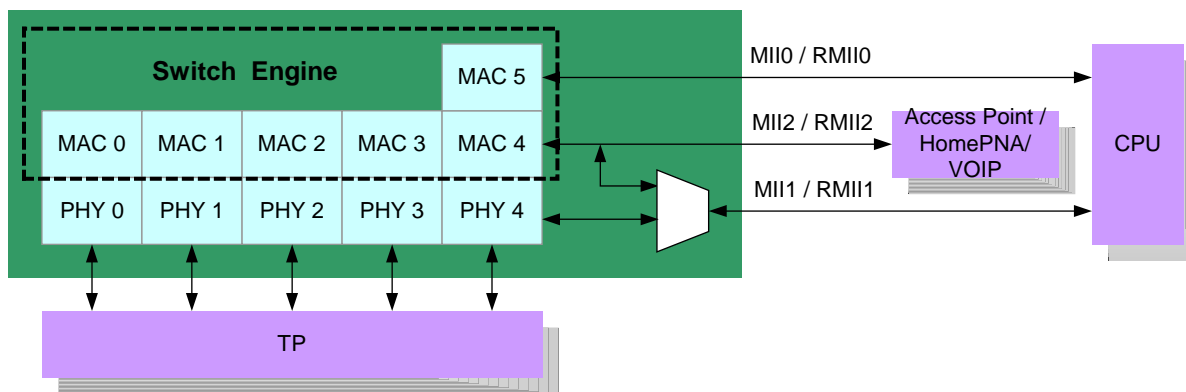 Switch Engine
MAC 5
MAC 0 MAC 1 MAC 2 MAC 3 MAC 4
PHY 0 PHY 1 PHY 2 PHY 3 PHY 4
MII0 / RMII0
MII2 / RMII2
MII1 / RMII1
Access Point /
HomePNA/
VOIP
CPU
TP